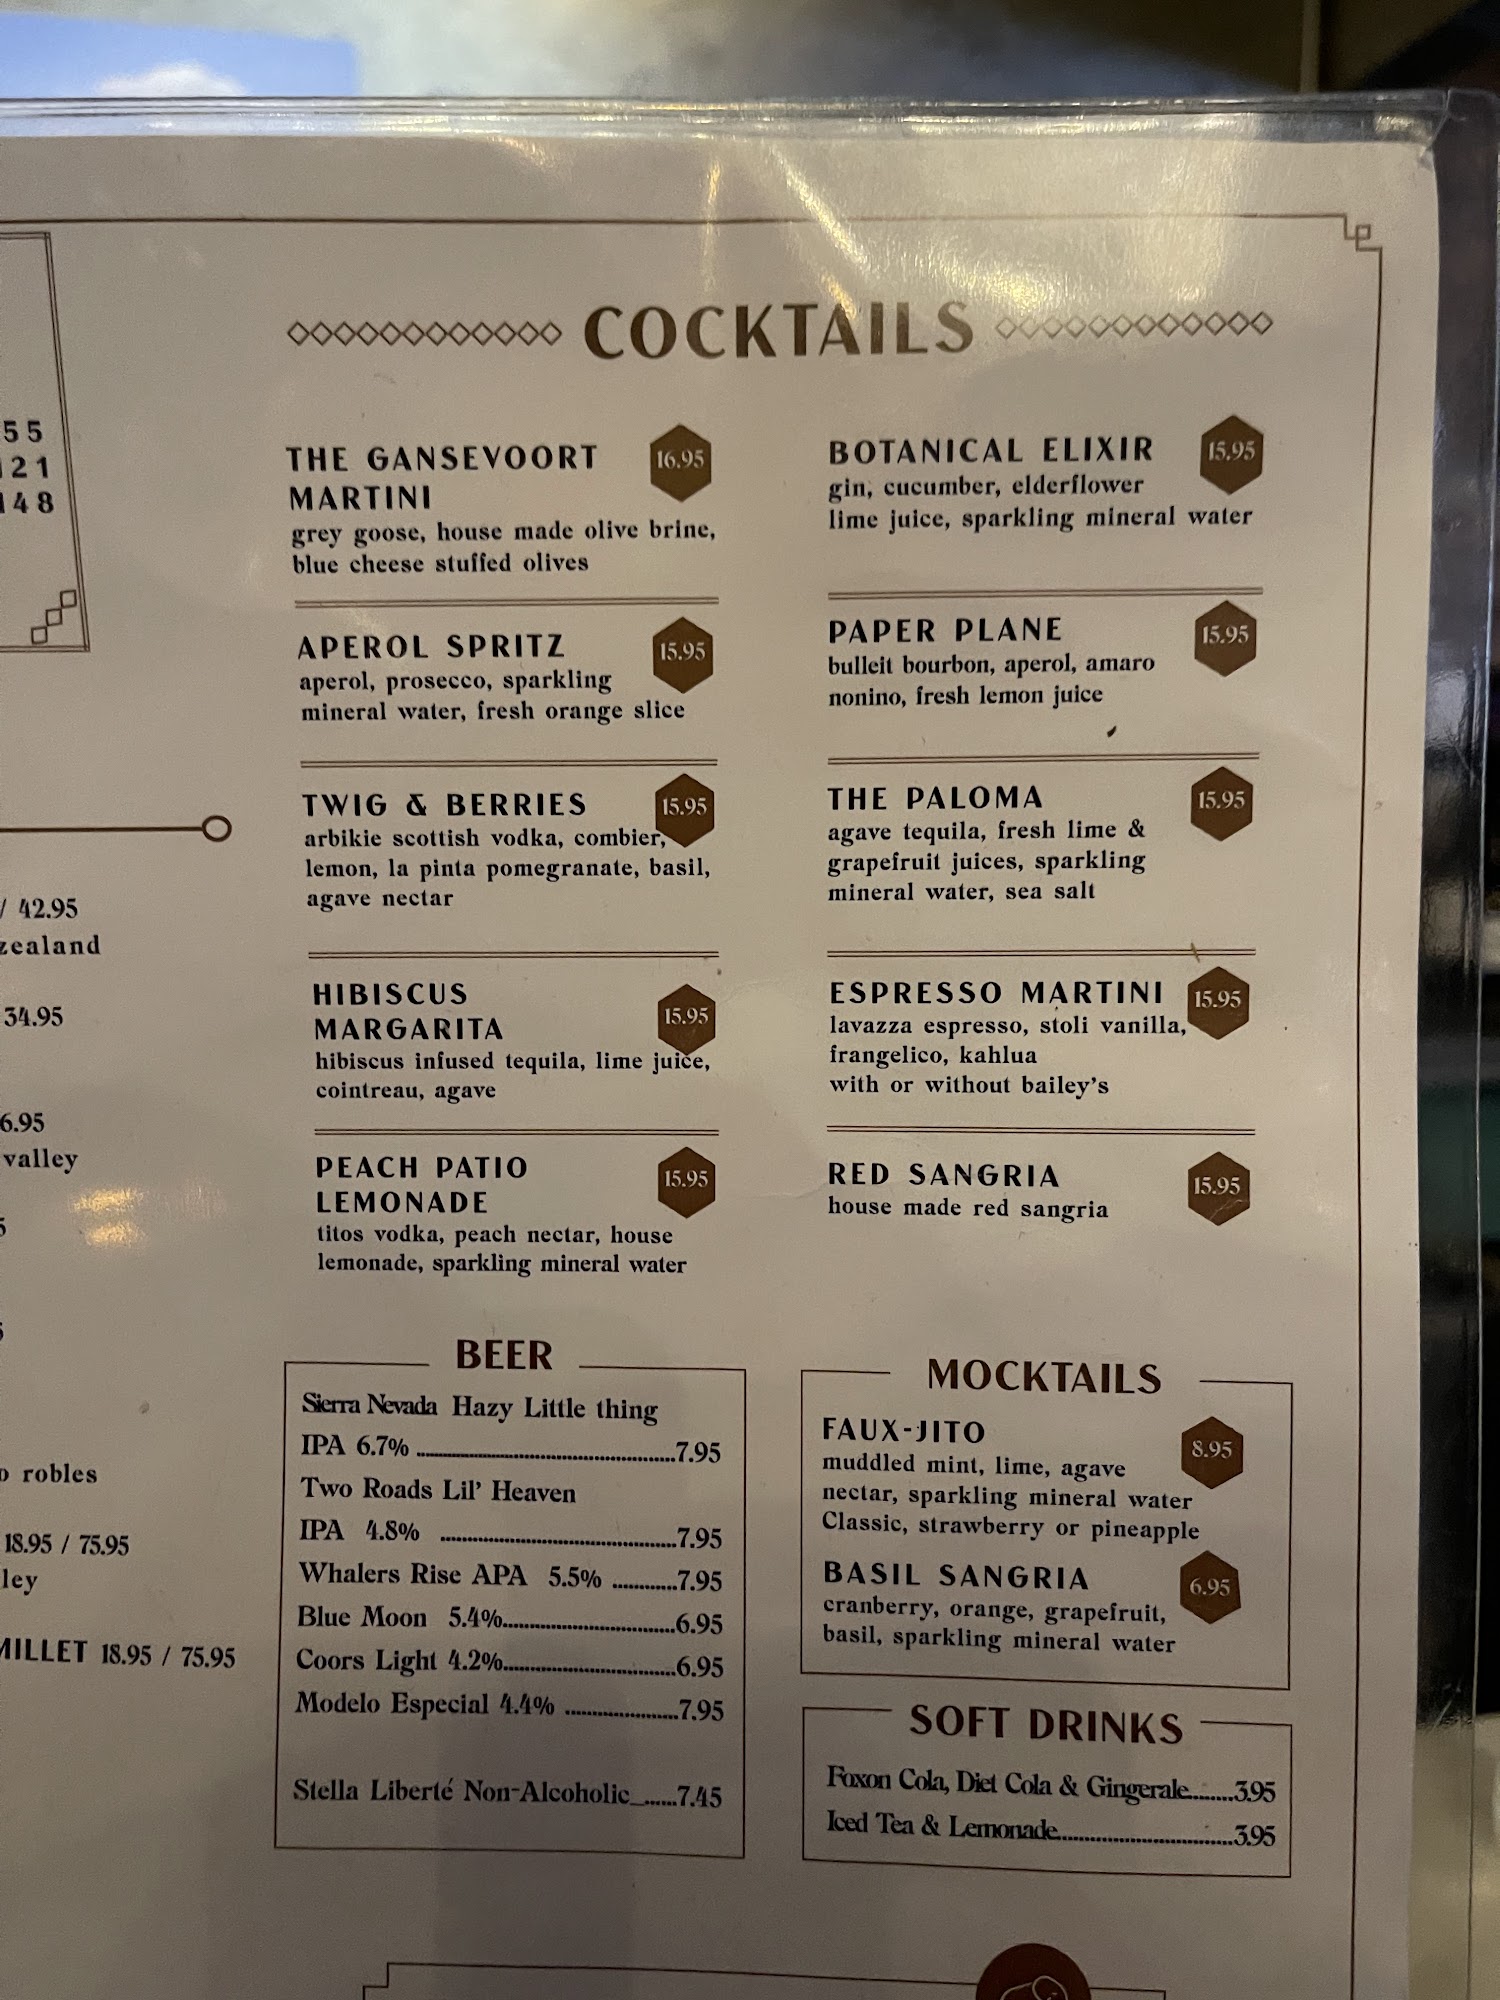 55
121
148
/ 42.95
zealand
34.95
6.95
valley
5
5
o robles
18.95 / 75.95
ley
MILLET 18.95 / 75.95
COCKTAILS
THE GANSEVOORT 16.95
MARTINI
grey goose, house made olive brine,
blue cheese stuffed olives
APEROL SPRITZ 15.95
aperol, prosecco, sparkling
mineral water, fresh orange slice
TWIG & BERRIES 15.95
arbikie scottish vodka, combier,
lemon, la pinta pomegranate, basil,
agave nectar
HIBISCUS
MARGARITA 15.95
hibiscus infused tequila, lime juice,
cointreau, agave
PEACH PATIO 15.95
LEMONADE
titos vodka, peach nectar, house
lemonade, sparkling mineral water
BOTANICAL ELIXIR 15.95
gin, cucumber, elderflower
lime juice, sparkling mineral water
PAPER PLANE 15.95
bulleit bourbon, aperol, amaro
nonino, fresh lemon juice
THE PALOMA 15.95
agave tequila, fresh lime &
grapefruit juices, sparkling
mineral water, sea salt
ESPRESSO MARTINI 15.95
lavazza espresso, stoli vanilla,
frangelico, kahlua
with or without bailey's
RED SANGRIA 15.95
house made red sangria
BEER
Sierra Nevada Hazy Little thing
IPA 6.7% ........7.95
Two Roads Lil' Heaven
IPA 4.8% ........7.95
Whalers Rise APA 5.5% ........7.95
Blue Moon 5.4%........6.95
Coors Light 4.2%........6.95
Modelo Especial 4.4% ........7.95
Stella Liberté Non-Alcoholic_......7.45
MOCKTAILS
FAUX-JITO 8.95
muddled mint, lime, agave
nectar, sparkling mineral water
Classic, strawberry or pineapple
BASIL SANGRIA 6.95
cranberry, orange, grapefruit,
basil, sparkling mineral water
SOFT DRINKS
Foxon Cola, Diet Cola & Gingerale........3.95
Iced Tea & Lemonade........3.95